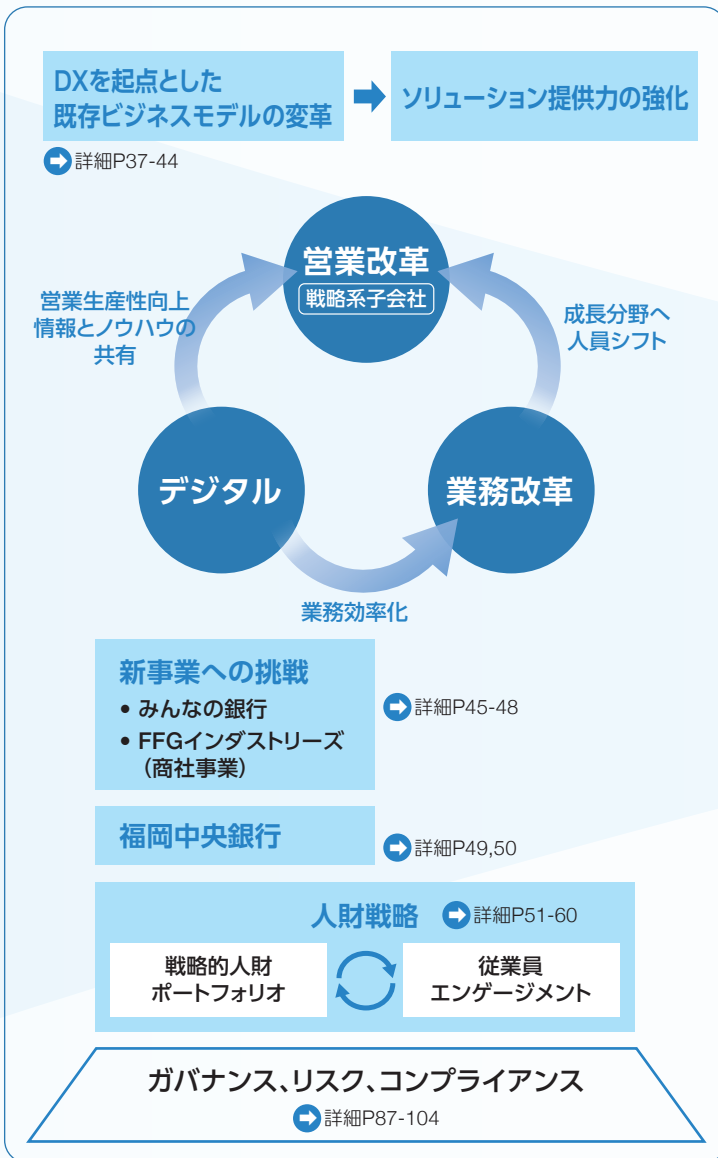 DXを起点とした
既存ビジネスモデルの変革
ソリューション提供力の強化
詳細P37-44
営業改革
戦略系子会社
営業生産性向上
情報とノウハウの
共有
成長分野へ
人員シフト
デジタル
業務改革
業務効率化
新事業への挑戦
• みんなの銀行
• FFGインダストリーズ
（商社事業）
詳細P45-48
福岡中央銀行
詳細P49,50
人財戦略
詳細P51-60
戦略的人財
ポートフォリオ
従業員
エンゲージメント
ガバナンス、リスク、コンプライアンス
詳細P87-104